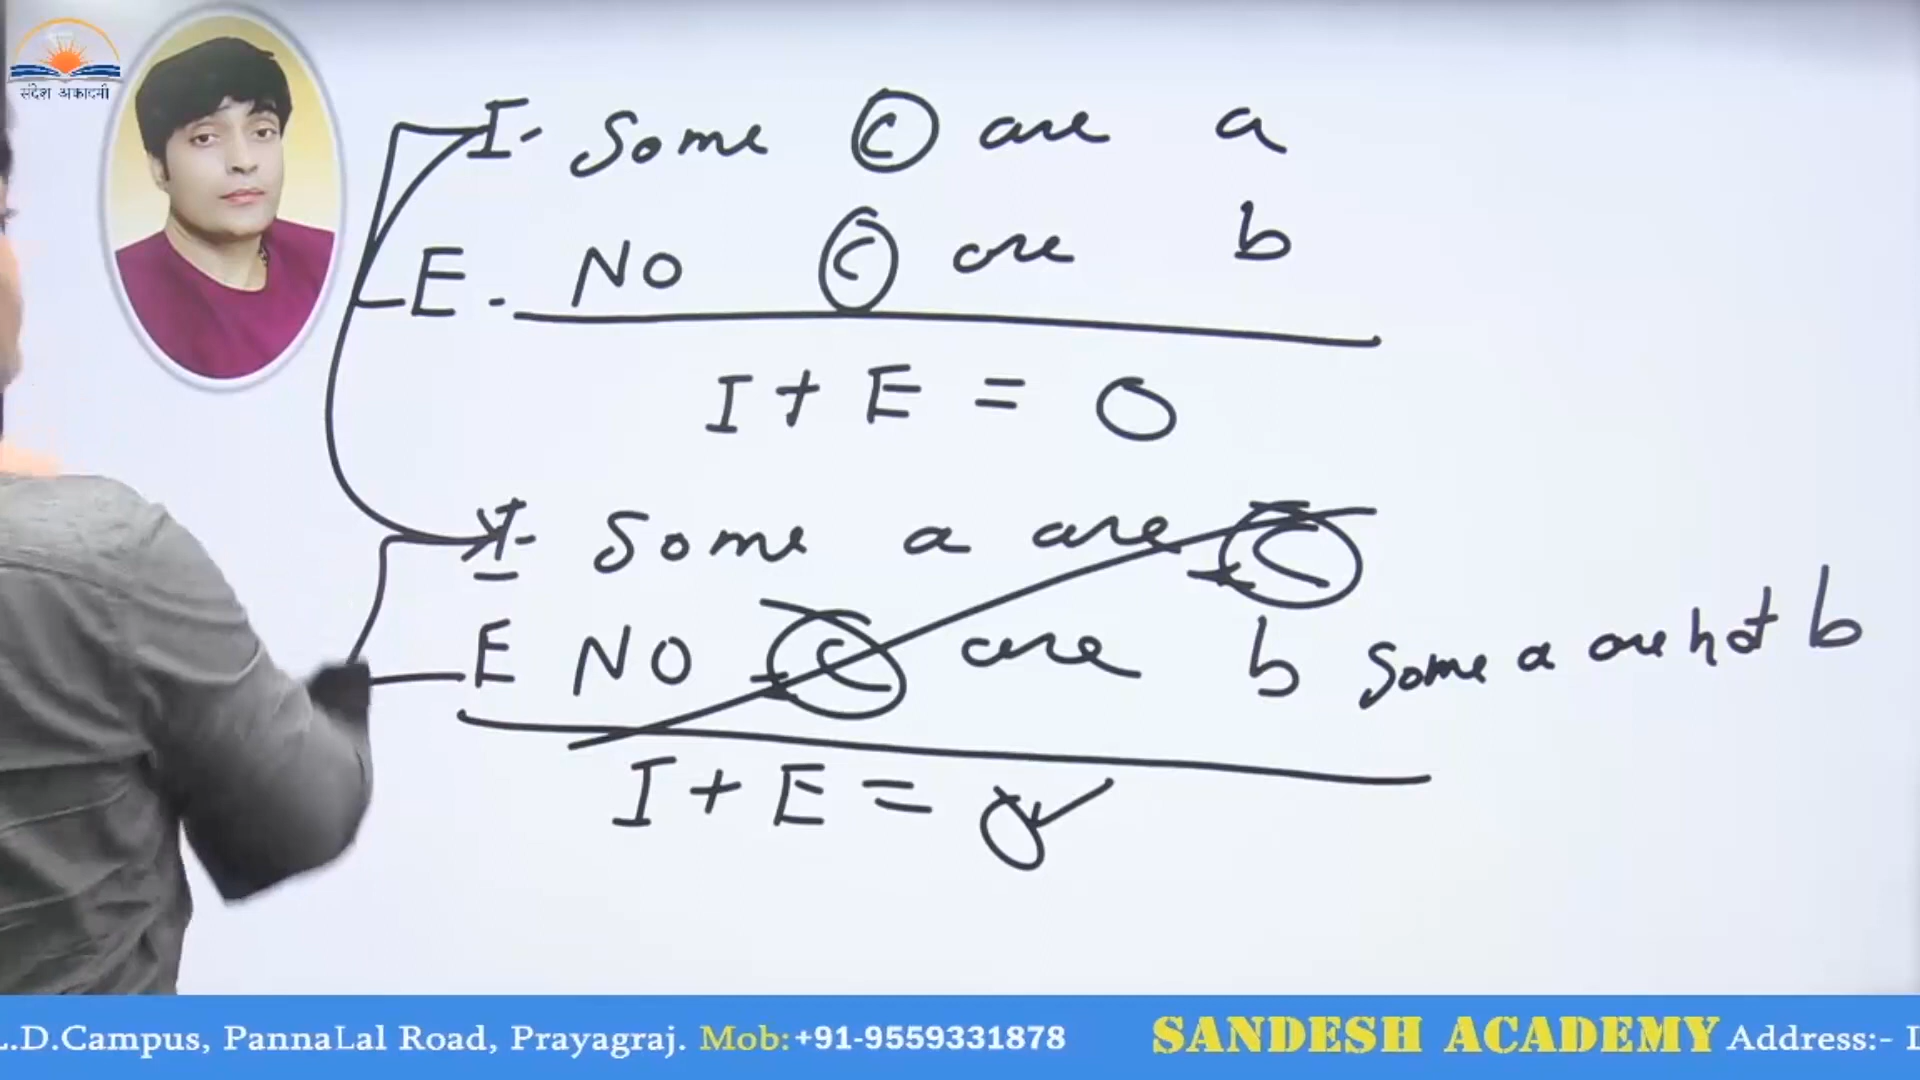 संदेश अकादमी
I- Some C are a
E- No C are b
I + E = O
I- Some a are C
E No C are b Some a are not b
I + E = O
L.D.Campus, PannaLal Road, Prayagraj. Mob:+91-9559331878 SANDESH ACADEMY Address:- L